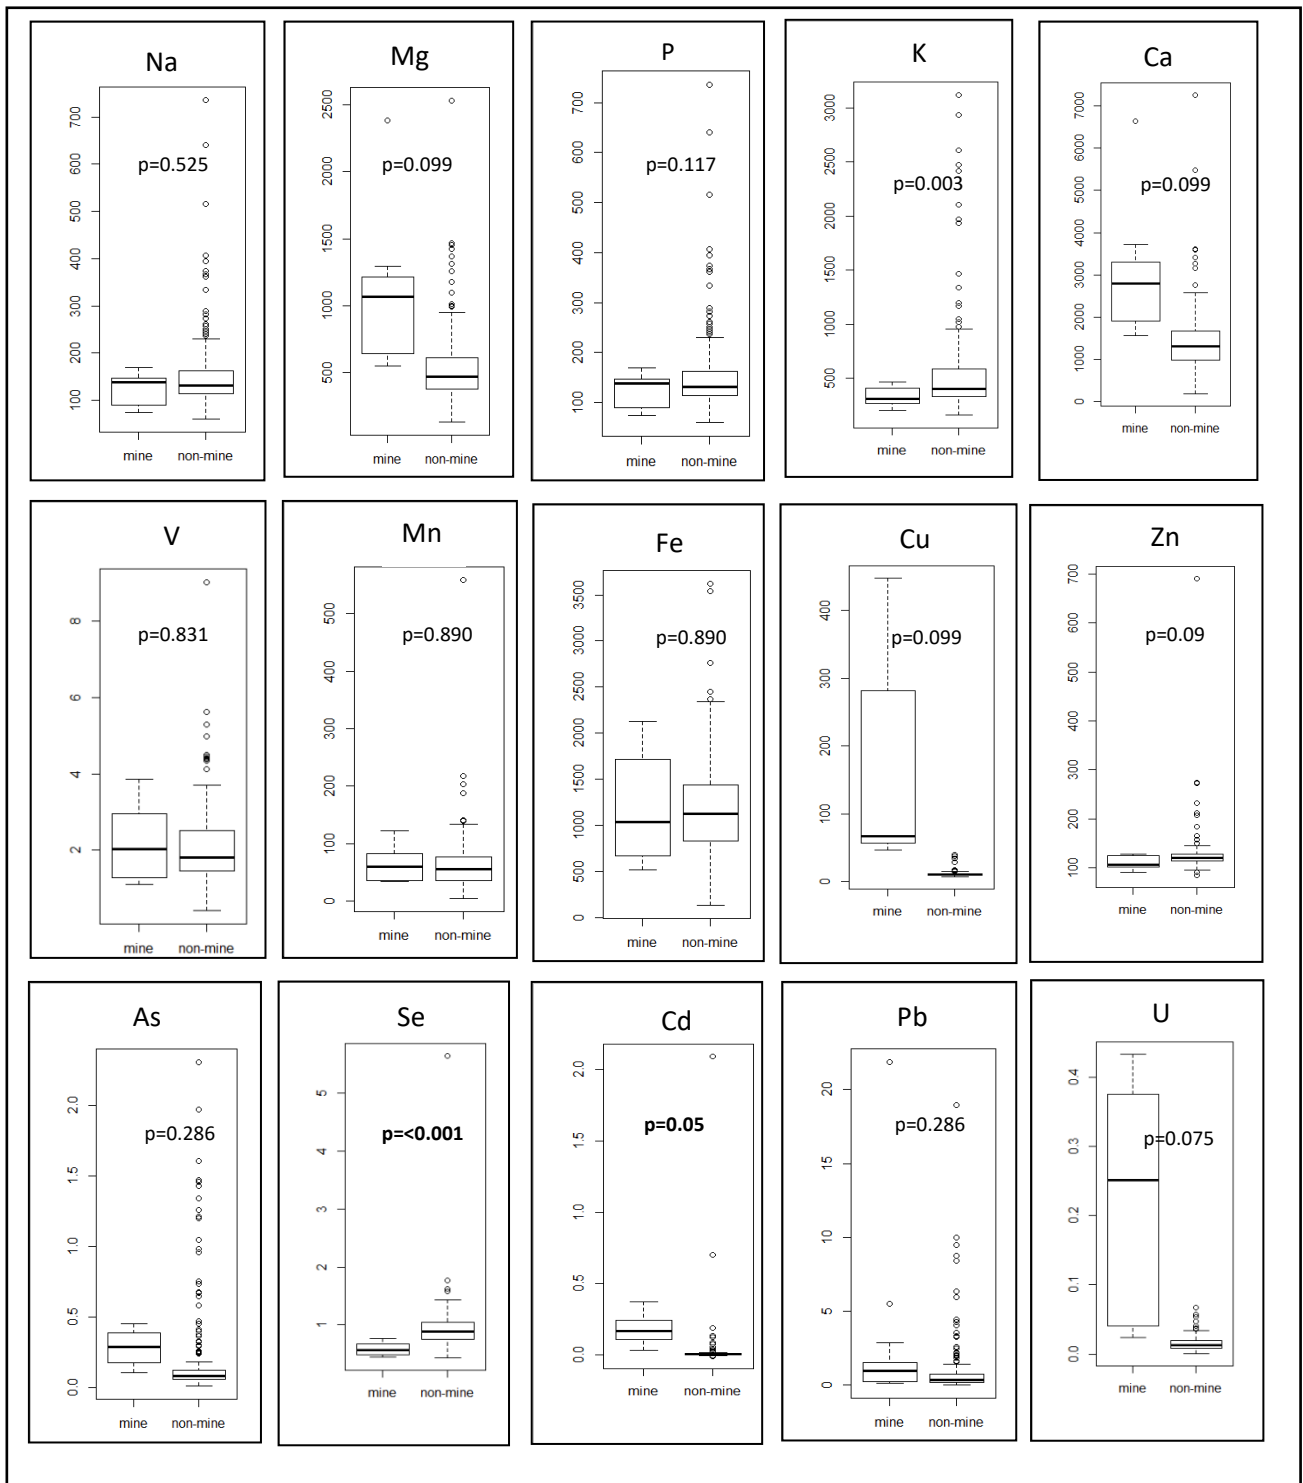 Na
700
600
500
400
300
200
100
p=0.525
mine non-mine
Mg
2500
2000
1500
1000
500
p=0.099
mine non-mine
P
700
600
500
400
300
200
100
p=0.117
mine non-mine
K
3000
2500
2000
1500
1000
500
p=0.003
mine non-mine
Ca
7000
6000
5000
4000
3000
2000
1000
0
p=0.099
mine non-mine
V
8
6
4
2
p=0.831
mine non-mine
Mn
500
400
300
200
100
0
p=0.890
mine non-mine
Fe
3500
3000
2500
2000
1500
1000
500
0
p=0.890
mine non-mine
Cu
400
300
200
100
0
p=0.099
mine non-mine
Zn
700
600
500
400
300
200
100
p=0.09
mine non-mine
As
2.0
1.5
1.0
0.5
0.0
p=0.286
mine non-mine
Se
5
4
3
2
1
p=<0.001
mine non-mine
Cd
2.0
1.5
1.0
0.5
0.0
p=0.05
mine non-mine
Pb
20
15
10
5
0
p=0.286
mine non-mine
U
0.4
0.3
0.2
0.1
0.0
p=0.075
mine non-mine